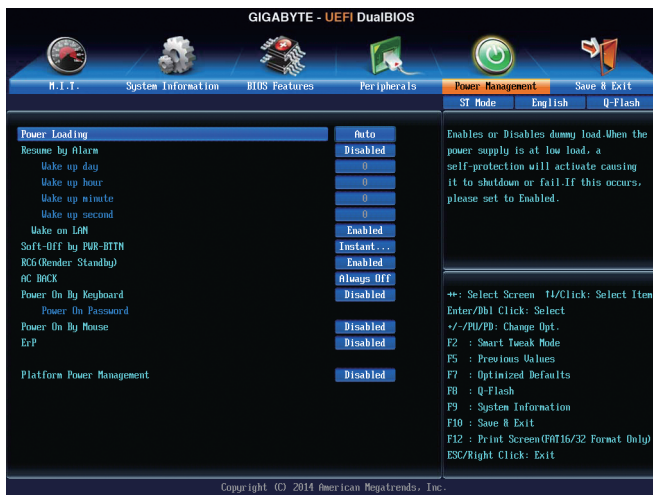 GIGABYTE - UEFI DualBIOS
M.I.T. System Information BIOS Features Peripherals Power Management Save & Exit
ST Mode English Q-Flash
Power Loading Auto
Resume by Alarm Disabled
Wake up day 0
Wake up hour 0
Wake up minute 0
Wake up second 0
Wake on LAN Enabled
Soft-Off by PWR-BTTN Instant...
RC6(Render Standby) Enabled
AC BACK Always Off
Power On By Keyboard Disabled
Power On Password
Power On By Mouse Disabled
ErP Disabled
Platform Power Management Disabled
Enables or Disables dummy load.When the
power supply is at low load, a
self-protection will activate causing
it to shutdown or fail.If this occurs,
please set to Enabled.
→←: Select Screen ↑↓/Click: Select Item
Enter/Dbl Click: Select
+/-/PU/PD: Change Opt.
F2 : Smart Tweak Mode
F5 : Previous Values
F7 : Optimized Defaults
F8 : Q-Flash
F9 : System Information
F10 : Save & Exit
F12 : Print Screen(FAT16/32 Format Only)
ESC/Right Click: Exit
Copyright (C) 2014 American Megatrends, Inc.